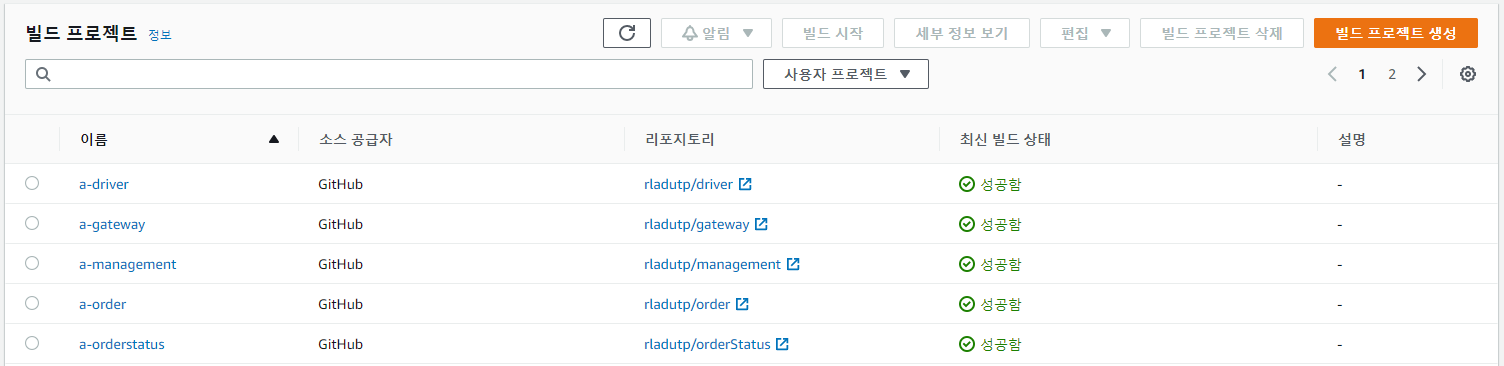 빌드 프로젝트 정보 알림 빌드 시작 세부 정보 보기 편집 빌드 프로젝트 삭제 빌드 프로젝트 생성
사용자 프로젝트 1 2
이름 소스 공급자 리포지토리 최신 빌드 상태 설명
a-driver GitHub rladutp/driver 성공함 -
a-gateway GitHub rladutp/gateway 성공함 -
a-management GitHub rladutp/management 성공함 -
a-order GitHub rladutp/order 성공함 -
a-orderstatus GitHub rladutp/orderStatus 성공함 -